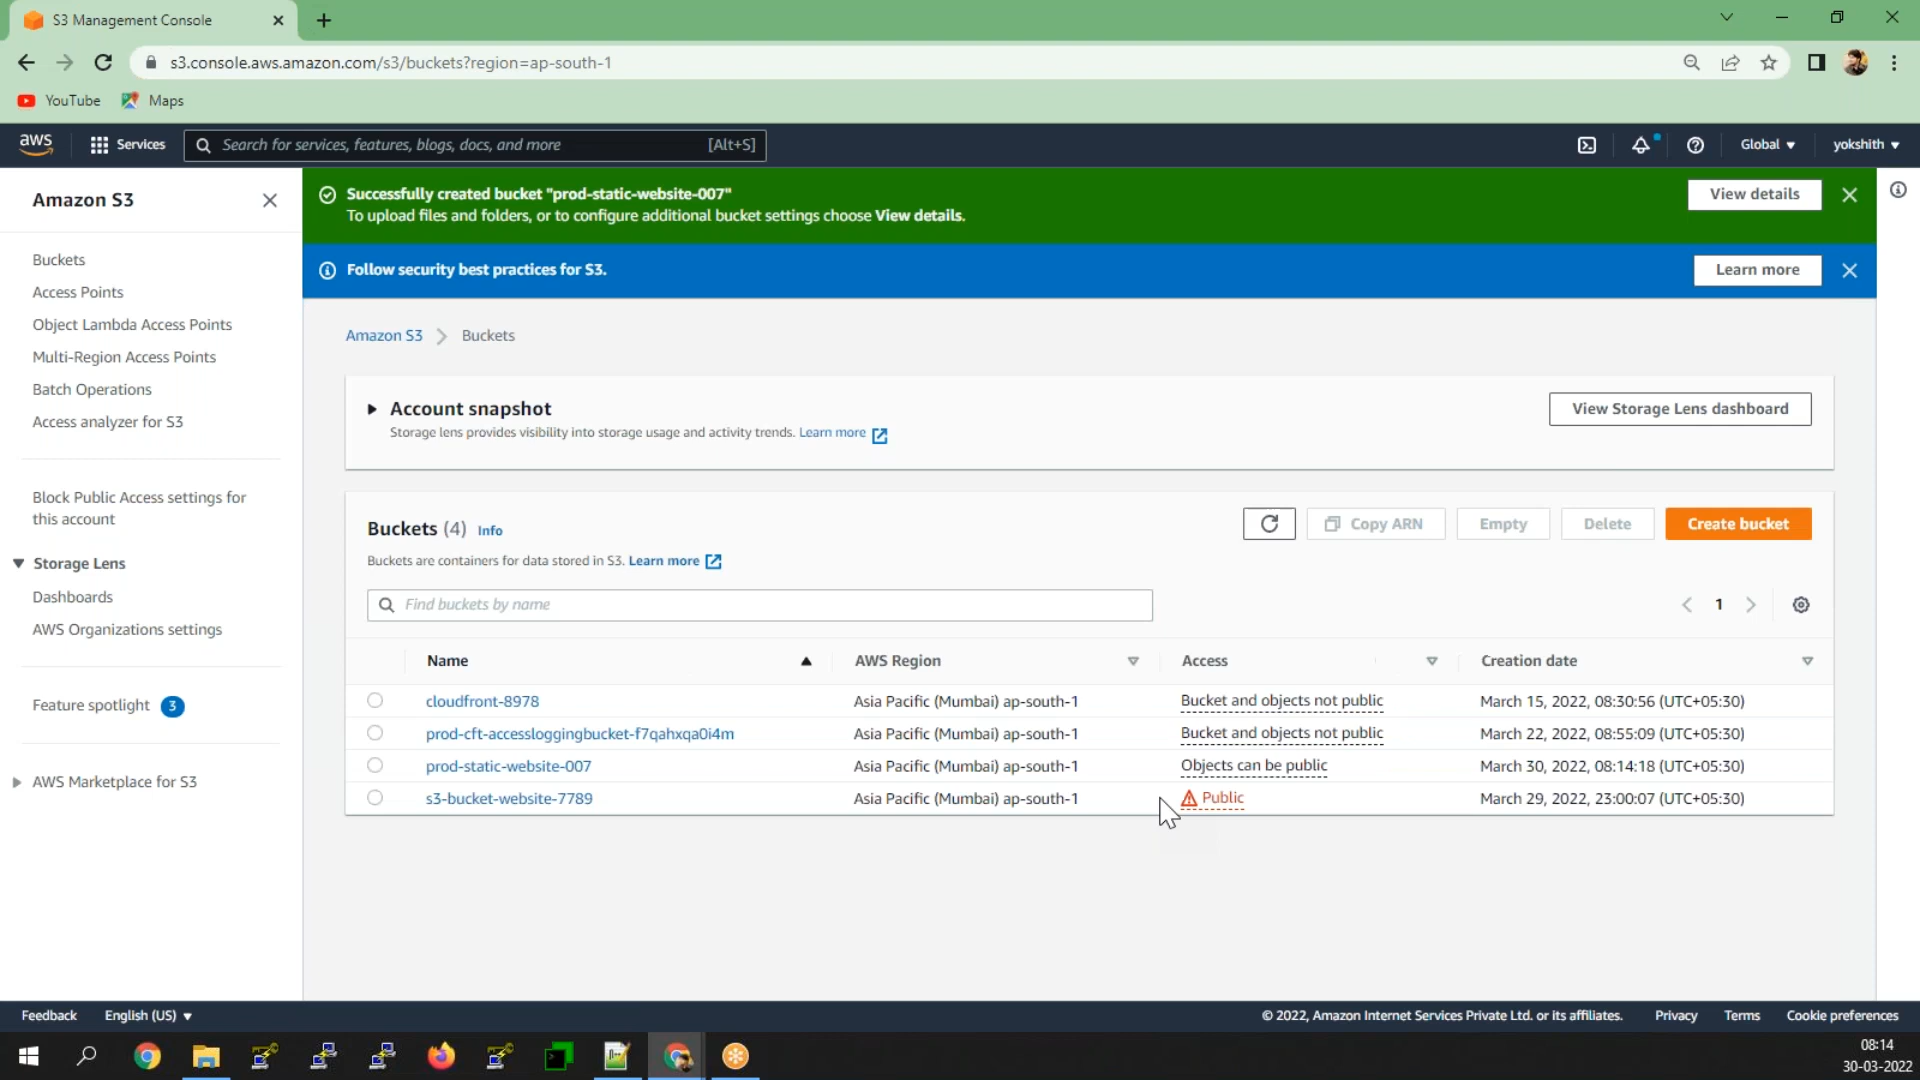 S3 Management Console
s3.console.aws.amazon.com/s3/buckets?region=ap-south-1
YouTube Maps
aws Services Search for services, features, blogs, docs, and more [Alt+S] Global yokshith
Amazon S3
Buckets
Access Points
Object Lambda Access Points
Multi-Region Access Points
Batch Operations
Access analyzer for S3
Block Public Access settings for
this account
Storage Lens
Dashboards
AWS Organizations settings
Feature spotlight 3
AWS Marketplace for S3
Successfully created bucket "prod-static-website-007"
To upload files and folders, or to configure additional bucket settings choose View details.
View details
Follow security best practices for S3.
Learn more
Amazon S3 Buckets
Account snapshot
Storage lens provides visibility into storage usage and activity trends. Learn more
View Storage Lens dashboard
Buckets (4) Info
Buckets are containers for data stored in S3. Learn more
Copy ARN Empty Delete Create bucket
Find buckets by name
1
Name AWS Region Access Creation date
cloudfront-8978 Asia Pacific (Mumbai) ap-south-1 Bucket and objects not public March 15, 2022, 08:30:56 (UTC+05:30)
prod-cft-accessloggingbucket-f7qahxqa0i4m Asia Pacific (Mumbai) ap-south-1 Bucket and objects not public March 22, 2022, 08:55:09 (UTC+05:30)
prod-static-website-007 Asia Pacific (Mumbai) ap-south-1 Objects can be public March 30, 2022, 08:14:18 (UTC+05:30)
s3-bucket-website-7789 Asia Pacific (Mumbai) ap-south-1 Public March 29, 2022, 23:00:07 (UTC+05:30)
Feedback English (US) © 2022, Amazon Internet Services Private Ltd. or its affiliates. Privacy Terms Cookie preferences
08:14
30-03-2022